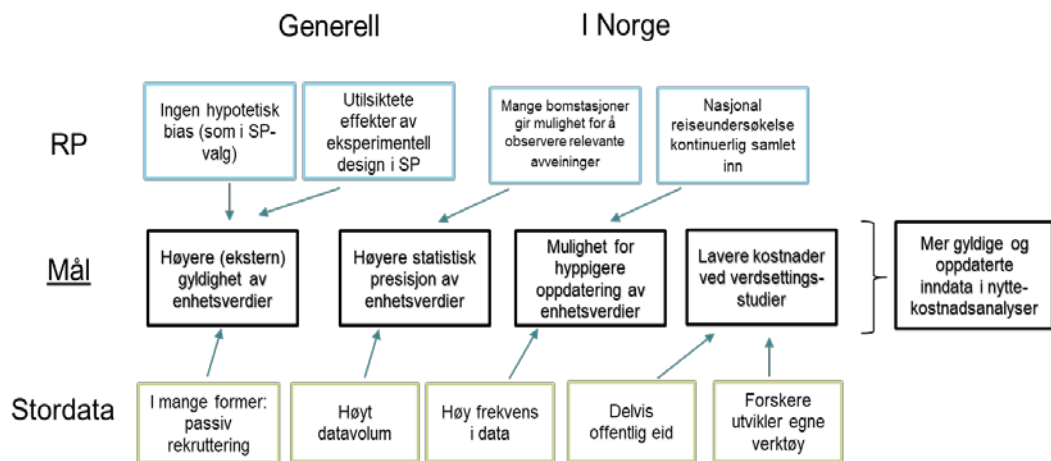 Generell
I Norge
RP
Ingen hypotetisk
bias (som i SP-
valg)
Utilsiktete
effekter av
eksperimentell
design i SP
Mange bomstasjoner
gir mulighet for å
observere relevante
avveininger
Nasjonal
reiseundersøkelse
kontinuerlig samlet
inn
Mål
Høyere (ekstern)
gyldighet av
enhetsverdier
Høyere statistisk
presisjon av
enhetsverdier
Mulighet for
hyppigere
oppdatering av
enhetsverdier
Lavere kostnader
ved verdsettings-
studier
Mer gyldige og
oppdaterte
inndata i nytte-
kostnadsanalyser
Stordata
I mange former:
passiv
rekruttering
Høyt
datavolum
Høy frekvens
i data
Delvis
offentlig eid
Forskere
utvikler egne
verktøy